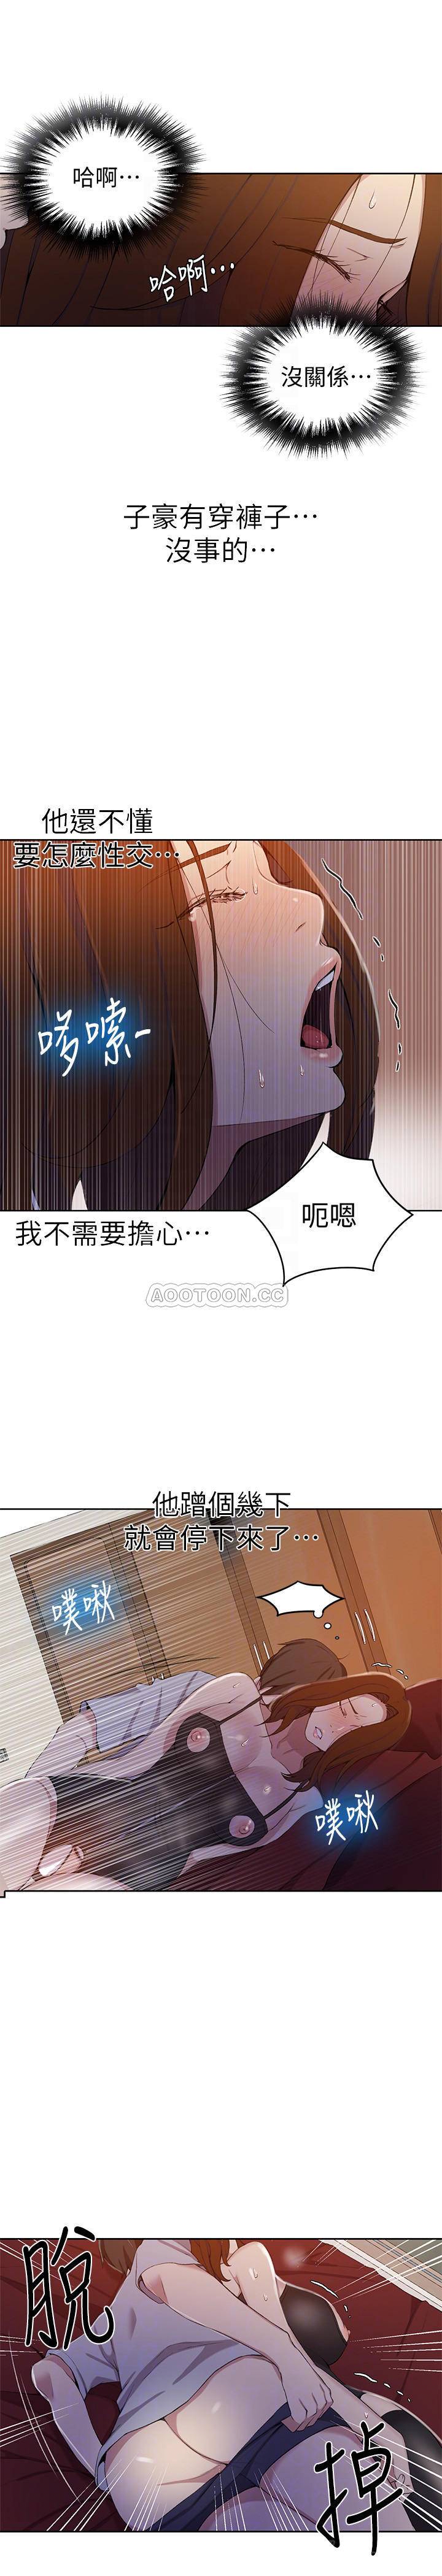 哈啊…
哈啊…
沒關係…
子豪有穿褲子…
沒事的…
他還不懂
要怎麼性交…
哆嗦-
呃嗯
我不需要擔心…
AOOTOON.CC
他蹭個幾下
就會停下來了…
噗啾
噗啾
脫
掉